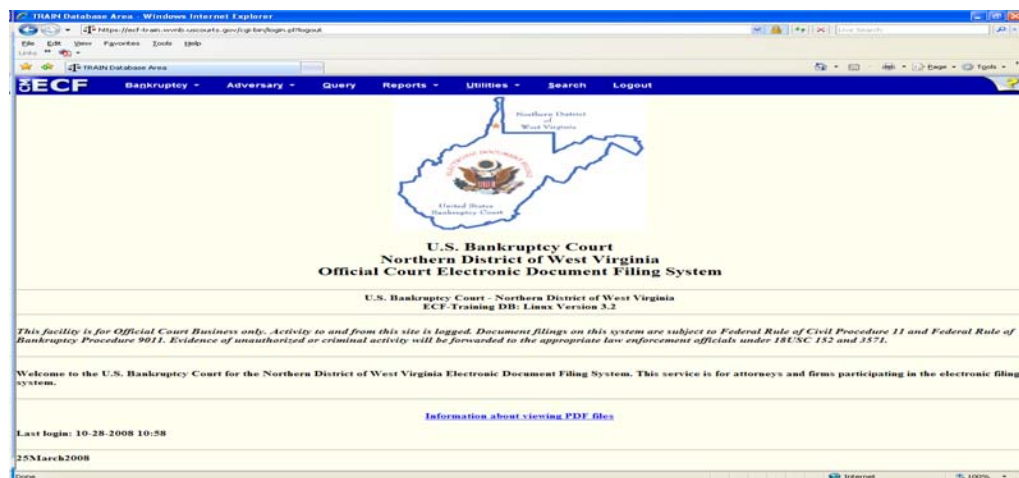 TRAIN Database Area - Windows Internet Explorer
https://ecf-train.wvnb.uscourts.gov/cgi-bin/login.pl?logout
Live Search
File Edit View Favorites Tools Help
Links
TRAIN Database Area
Page Tools
ECF Bankruptcy Adversary Query Reports Utilities Search Logout
?
Northern District
of
West Virginia
ELECTRONIC DOCUMENT FILING
United States
Bankruptcy Court
U.S. Bankruptcy Court
Northern District of West Virginia
Official Court Electronic Document Filing System
U.S. Bankruptcy Court - Northern District of West Virginia
ECF-Training DB: Linux Version 3.2
This facility is for Official Court Business only. Activity to and from this site is logged. Document filings on this system are subject to Federal Rule of Civil Procedure 11 and Federal Rule of
Bankruptcy Procedure 9011. Evidence of unauthorized or criminal activity will be forwarded to the appropriate law enforcement officials under 18USC 152 and 3571.
Welcome to the U.S. Bankruptcy Court for the Northern District of West Virginia Electronic Document Filing System. This service is for attorneys and firms participating in the electronic filing
system.
Information about viewing PDF files
Last login: 10-28-2008 10:58
25March2008
Done
Internet
100%